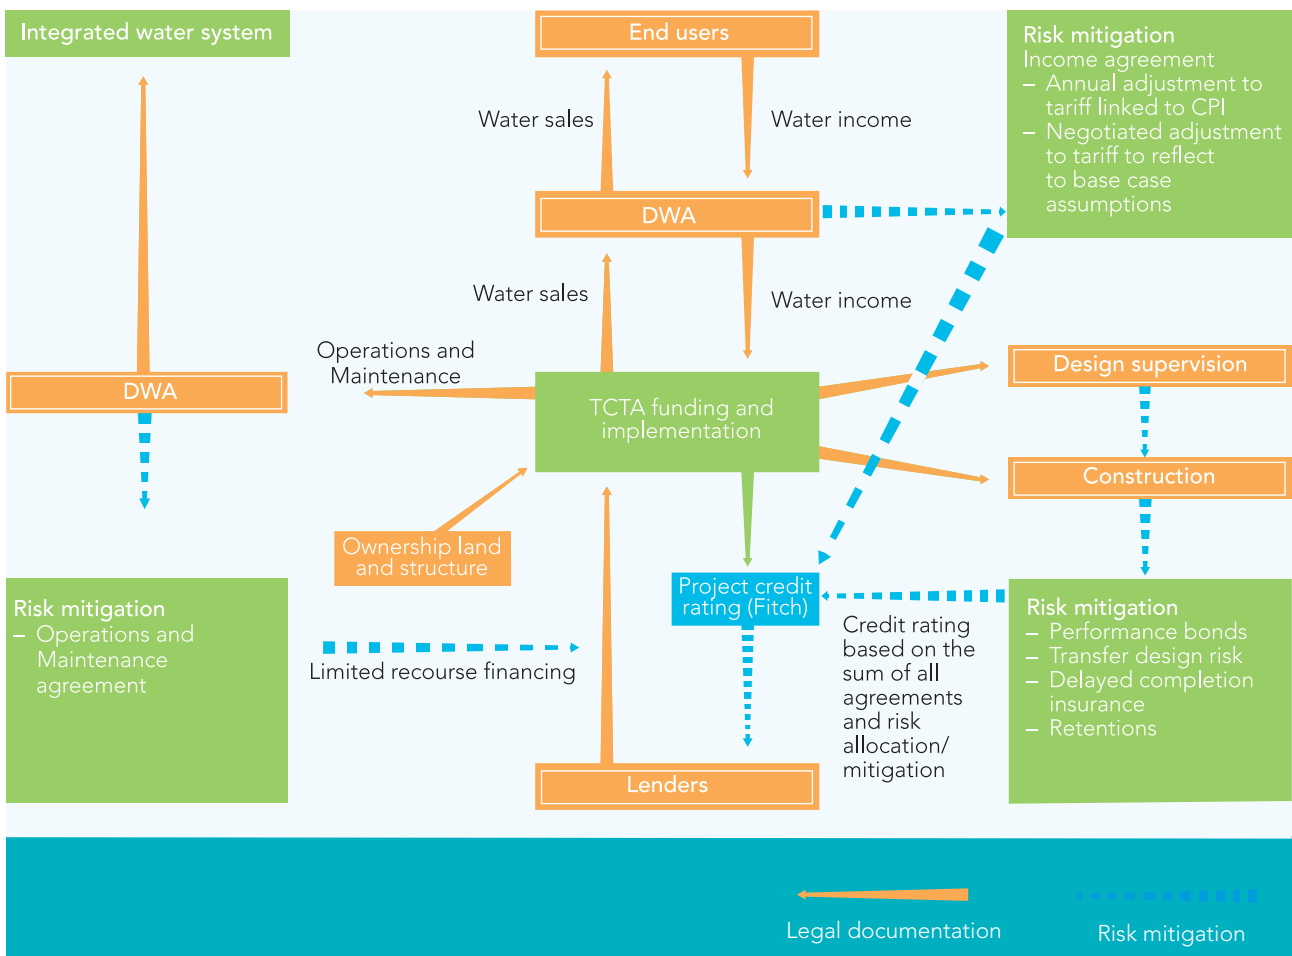 Integrated water system
End users
Risk mitigation
Income agreement
– Annual adjustment to
tariff linked to CPI
– Negotiated adjustment
to tariff to reflect
to base case
assumptions
Water sales
Water income
DWA
Water sales
Water income
Operations and
Maintenance
DWA
TCTA funding and
implementation
Design supervision
Construction
Ownership land
and structure
Project credit
rating (Fitch)
Risk mitigation
– Operations and
Maintenance
agreement
Limited recourse financing
Credit rating
based on the
sum of all
agreements
and risk
allocation/
mitigation
Risk mitigation
– Performance bonds
– Transfer design risk
– Delayed completion
insurance
– Retentions
Lenders
Legal documentation
Risk mitigation